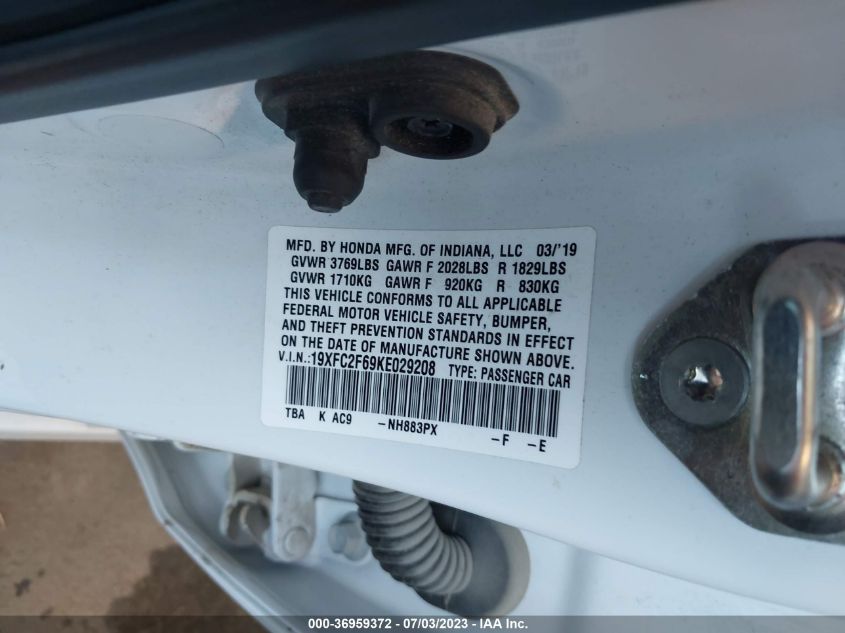 MFD. BY HONDA MFG. OF INDIANA, LLC 03/'19
GVWR 3769LBS GAWR F 2028LBS R 1829LBS
GVWR 1710KG GAWR F 920KG R 830KG
THIS VEHICLE CONFORMS TO ALL APPLICABLE
FEDERAL MOTOR VEHICLE SAFETY, BUMPER,
AND THEFT PREVENTION STANDARDS IN EFFECT
ON THE DATE OF MANUFACTURE SHOWN ABOVE.
V.I.N.:19XFC2F69KE029208 TYPE: PASSENGER CAR
TBA K AC9 -NH883PX -F -E
000-36959372 - 07/03/2023 - IAA Inc.